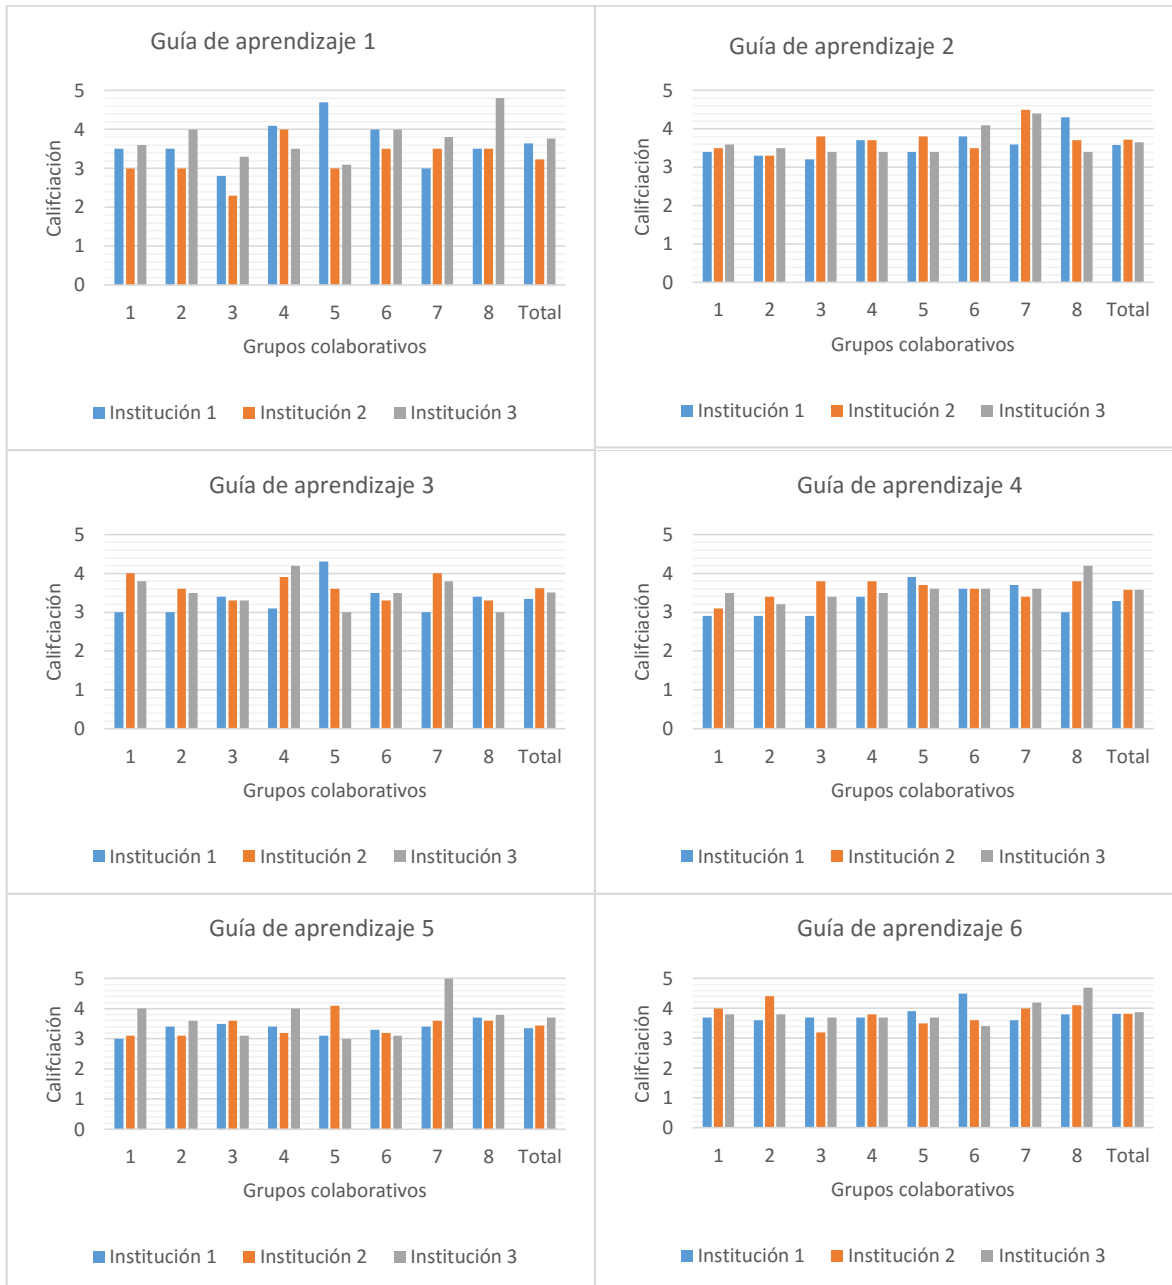 Guía de aprendizaje 1
5
4
3
2
1
0
Califciación
1 2 3 4 5 6 7 8 Total
Grupos colaborativos
Institución 1 Institución 2 Institución 3
Guía de aprendizaje 2
5
4
3
2
1
0
Califciación
1 2 3 4 5 6 7 8 Total
Grupos colaborativos
Institución 1 Institución 2 Institución 3
Guía de aprendizaje 3
5
4
3
2
1
0
Califciación
1 2 3 4 5 6 7 8 Total
Grupos colaborativos
Institución 1 Institución 2 Institución 3
Guía de aprendizaje 4
5
4
3
2
1
0
Califciación
1 2 3 4 5 6 7 8 Total
Grupos colaborativos
Institución 1 Institución 2 Institución 3
Guía de aprendizaje 5
5
4
3
2
1
0
Califciación
1 2 3 4 5 6 7 8 Total
Grupos colaborativos
Institución 1 Institución 2 Institución 3
Guía de aprendizaje 6
5
4
3
2
1
0
Califciación
1 2 3 4 5 6 7 8 Total
Grupos colaborativos
Institución 1 Institución 2 Institución 3